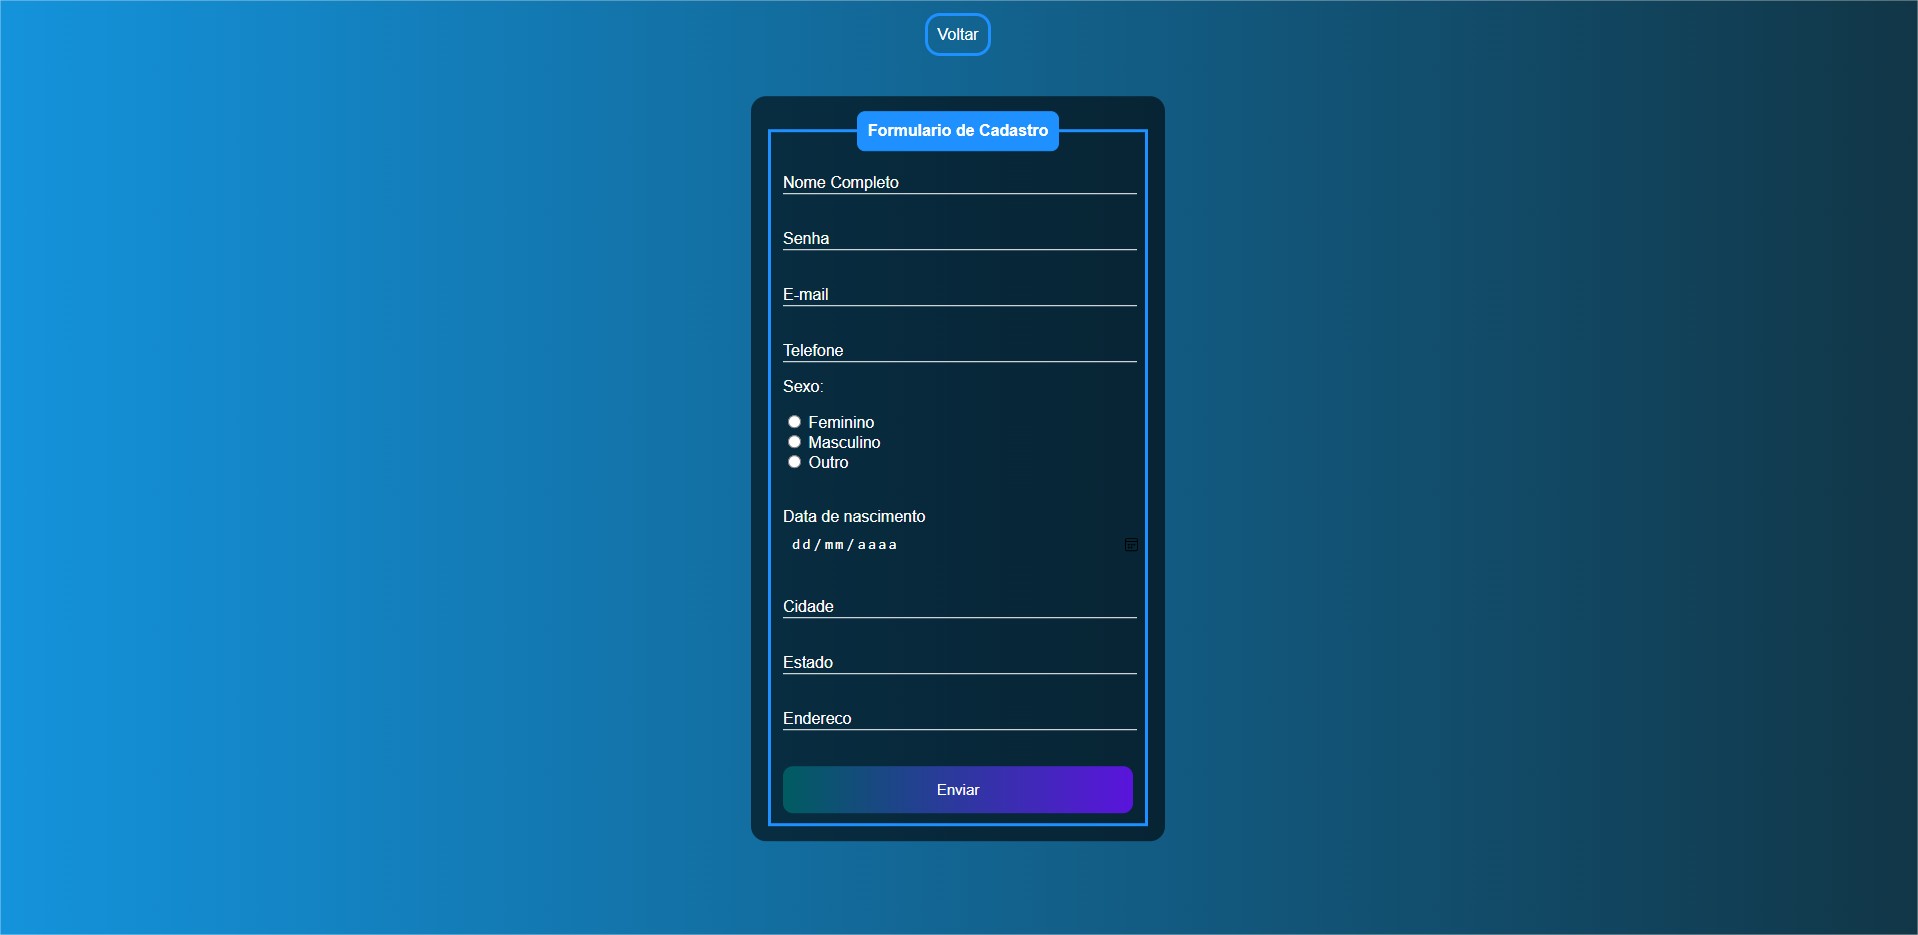 Voltar
Formulario de Cadastro
Nome Completo
Senha
E-mail
Telefone
Sexo:
Feminino
Masculino
Outro
Data de nascimento
dd/mm/aaaa
Cidade
Estado
Endereco
Enviar